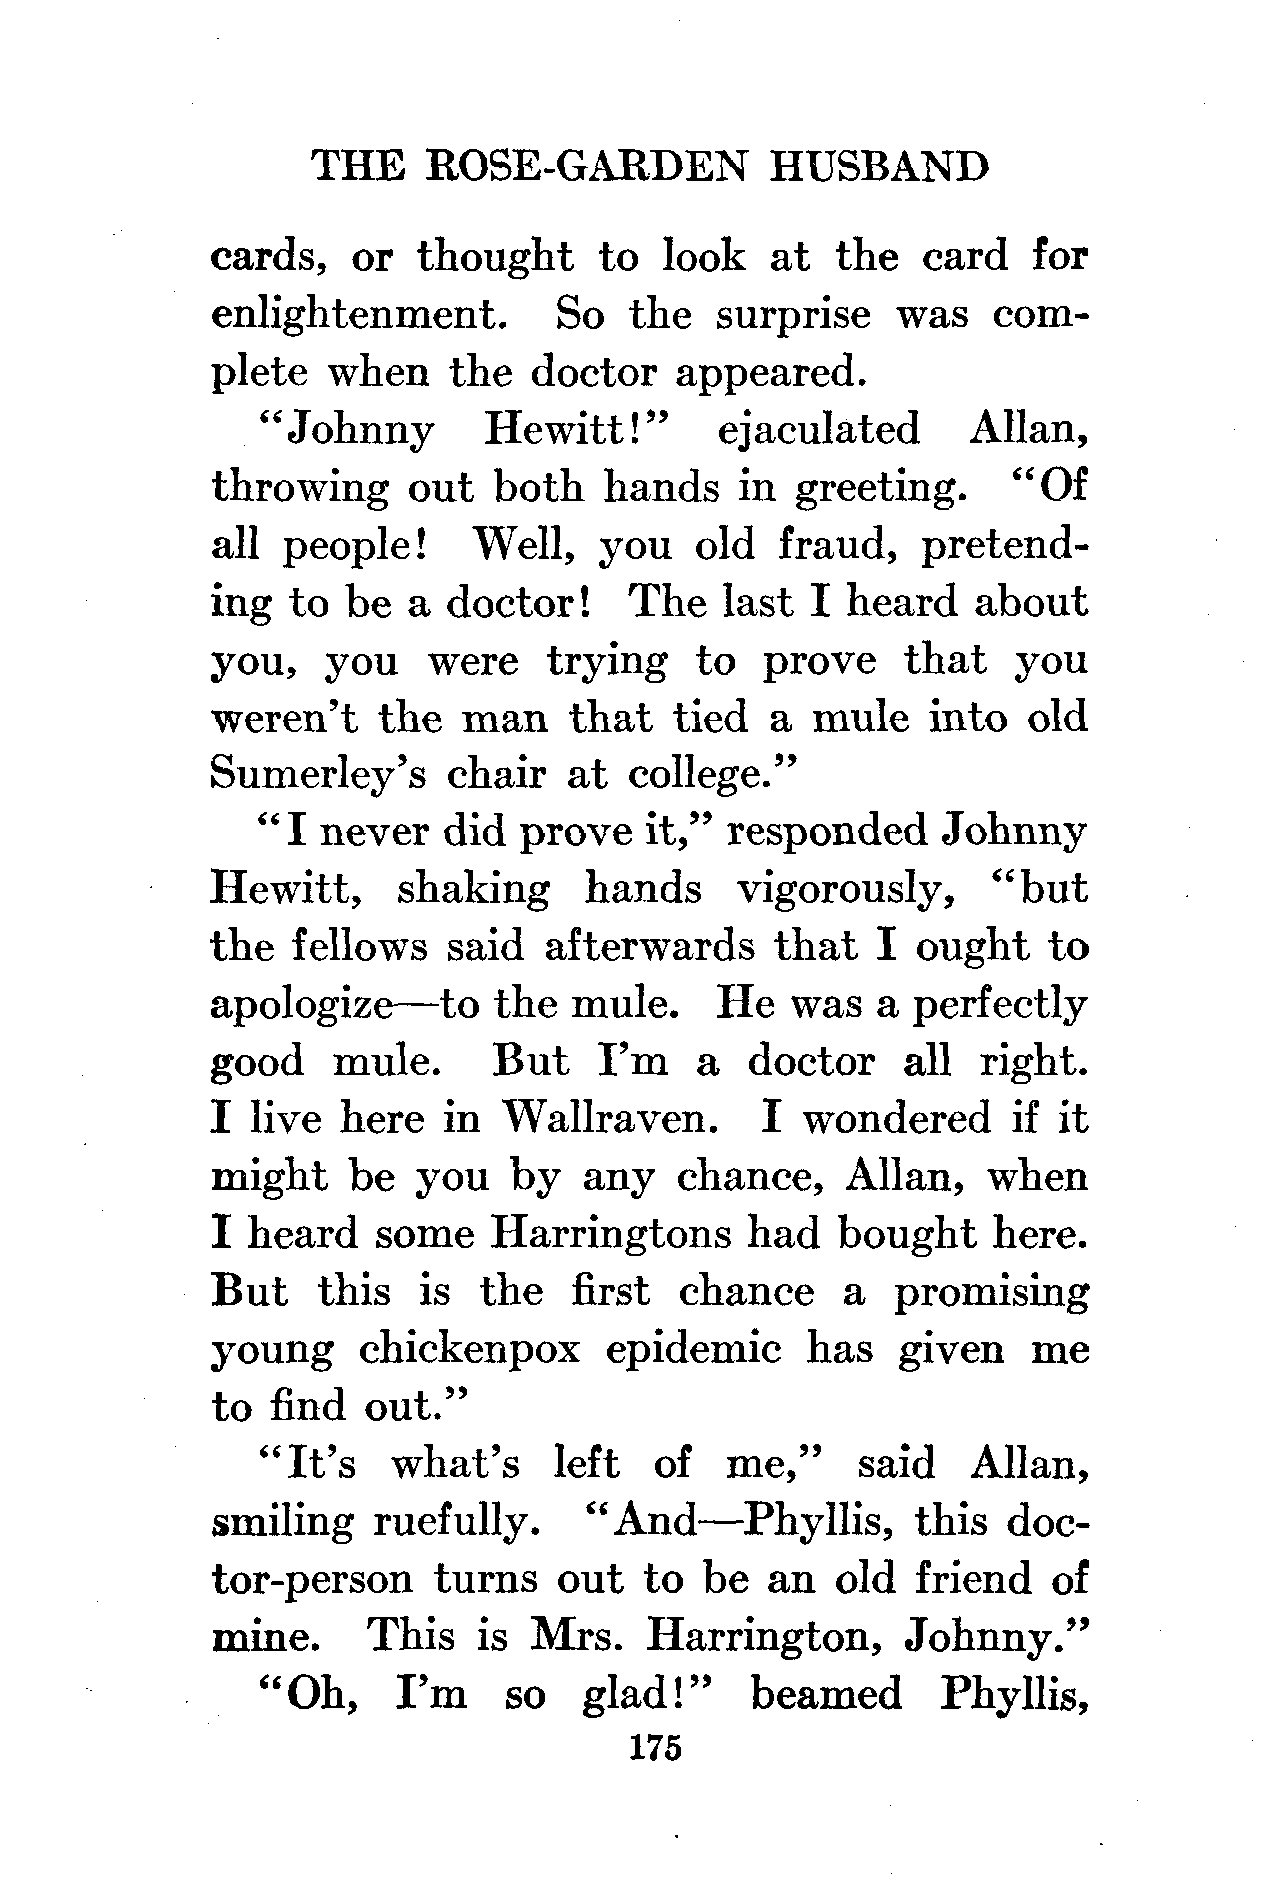 THE ROSE-GARDEN HUSBAND
cards, or thought to look at the card for
enlightenment. So the surprise was com-
plete when the doctor appeared.
“Johnny Hewitt!” ejaculated Allan,
throwing out both hands in greeting. “Of
all people! Well, you old fraud, pretend-
ing to be a doctor! The last I heard about
you, you were trying to prove that you
weren’t the man that tied a mule into old
Sumerley’s chair at college.”
“I never did prove it,” responded Johnny
Hewitt, shaking hands vigorously, “but
the fellows said afterwards that I ought to
apologize—to the mule. He was a perfectly
good mule. But I’m a doctor all right.
I live here in Wallraven. I wondered if it
might be you by any chance, Allan, when
I heard some Harringtons had bought here.
But this is the first chance a promising
young chickenpox epidemic has given me
to find out.”
“It’s what’s left of me,” said Allan,
smiling ruefully. “And—Phyllis, this doc-
tor-person turns out to be an old friend of
mine. This is Mrs. Harrington, Johnny.”
“Oh, I’m so glad!” beamed Phyllis,
175